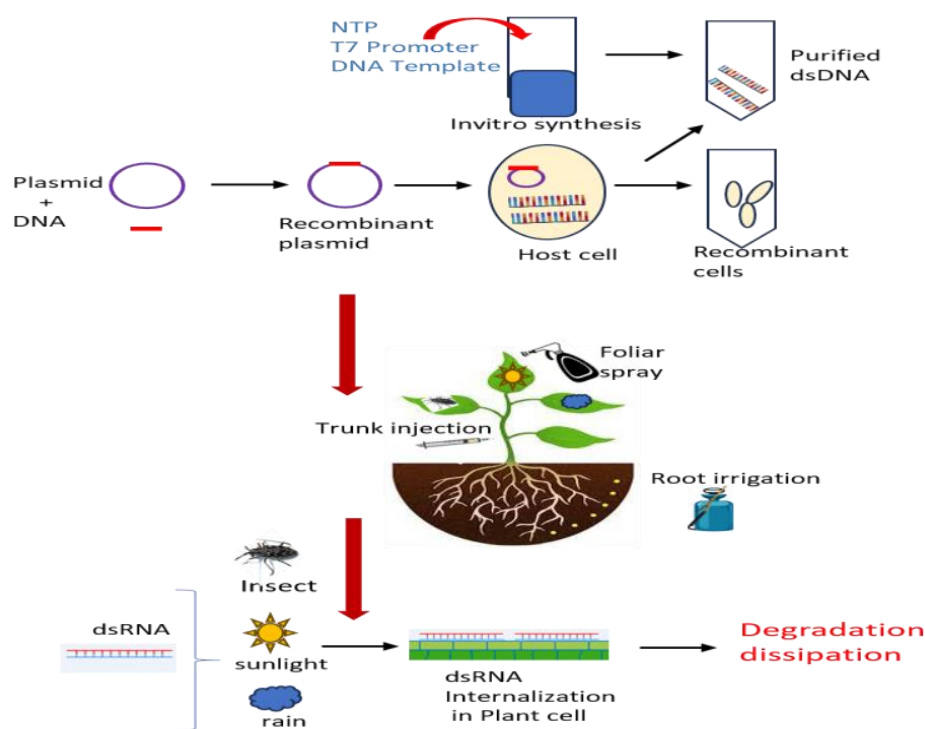 NTP
T7 Promoter
DNA Template
Invitro synthesis
Purified
dsDNA
Plasmid
+
DNA
Recombinant
plasmid
Host cell
Recombinant
cells
Foliar
spray
Trunk injection
Root irrigation
Insect
dsRNA
sunlight
rain
dsRNA
Internalization
in Plant cell
Degradation
dissipation